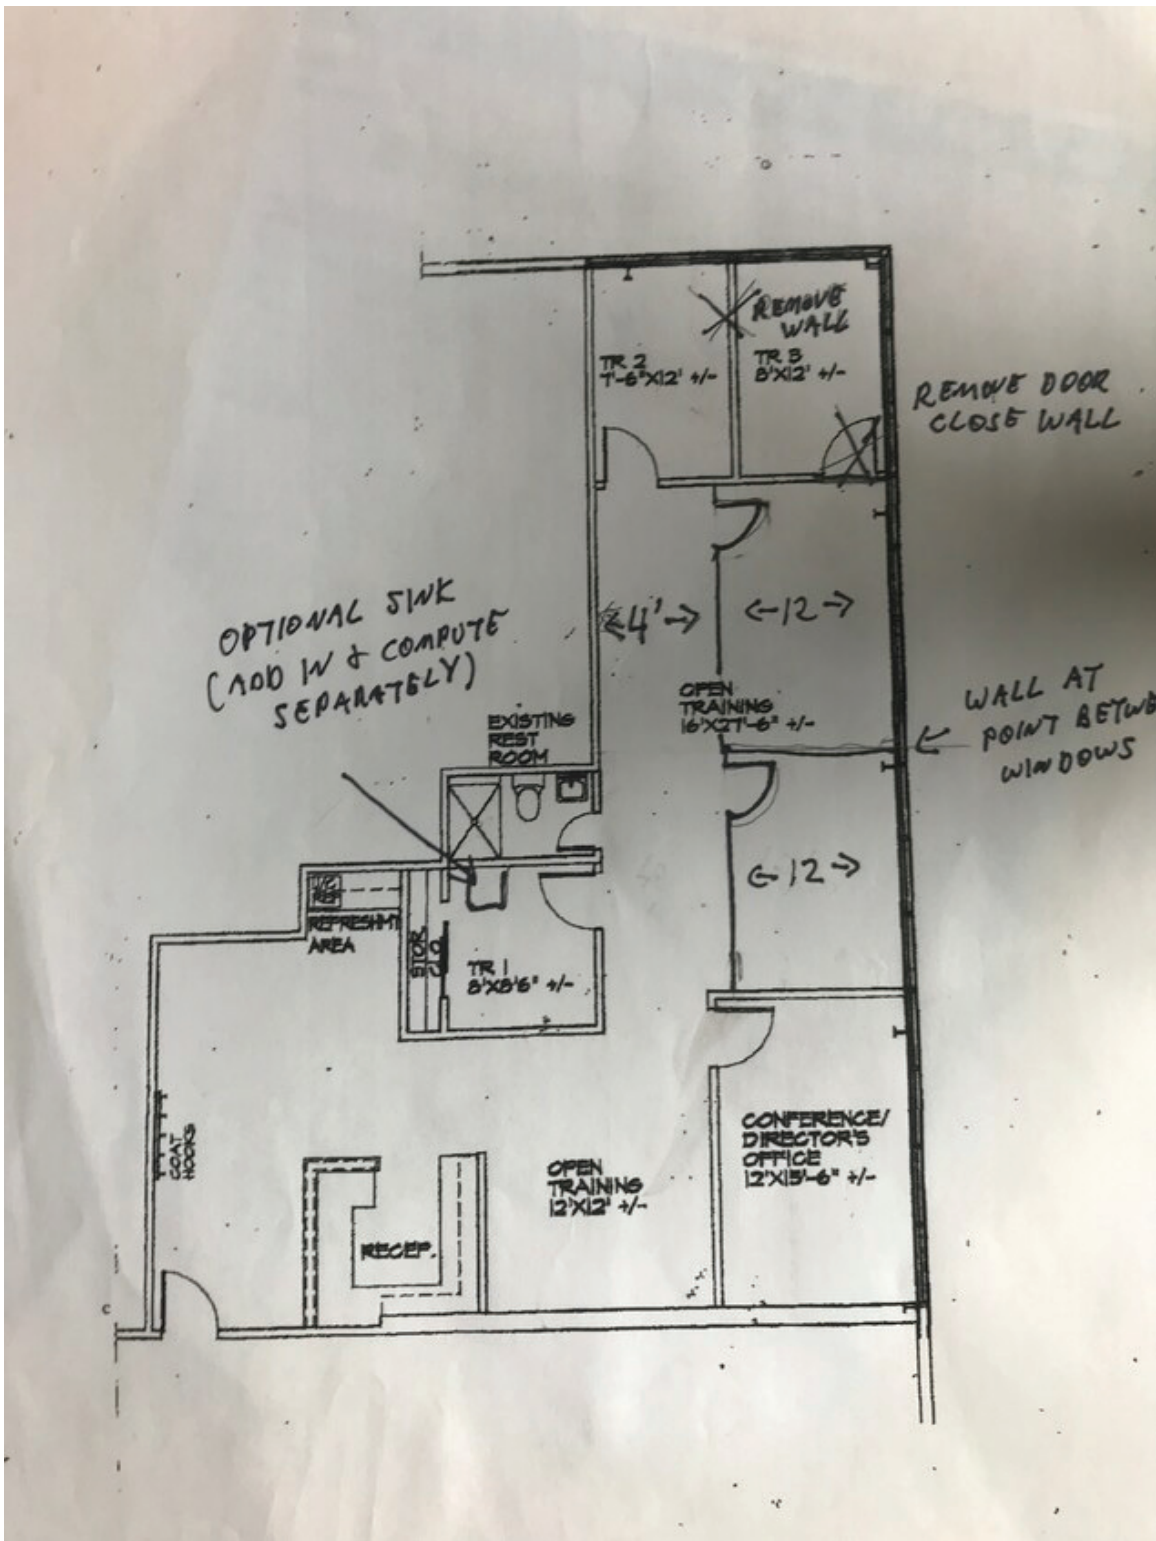 REMOVE
WALL
TR 2
7'-6"X12' +/-
TR 3
8'X12' +/-
REMOVE DOOR
CLOSE WALL
OPTIONAL SINK
(ADD IN & COMPUTE
SEPARATELY)
←4'→
←12→
OPEN
TRAINING
16'X27'-6" +/-
WALL AT
POINT BETWE
WINDOWS
EXISTING
REST
ROOM
←12→
REF
REFRESHMT
AREA
STOR.
CLO.
TR 1
8'X8'6" +/-
COAT
HOOKS
CONFERENCE/
DIRECTOR'S
OFFICE
12'X15'-6" +/-
OPEN
TRAINING
12'X12' +/-
RECEP.
C